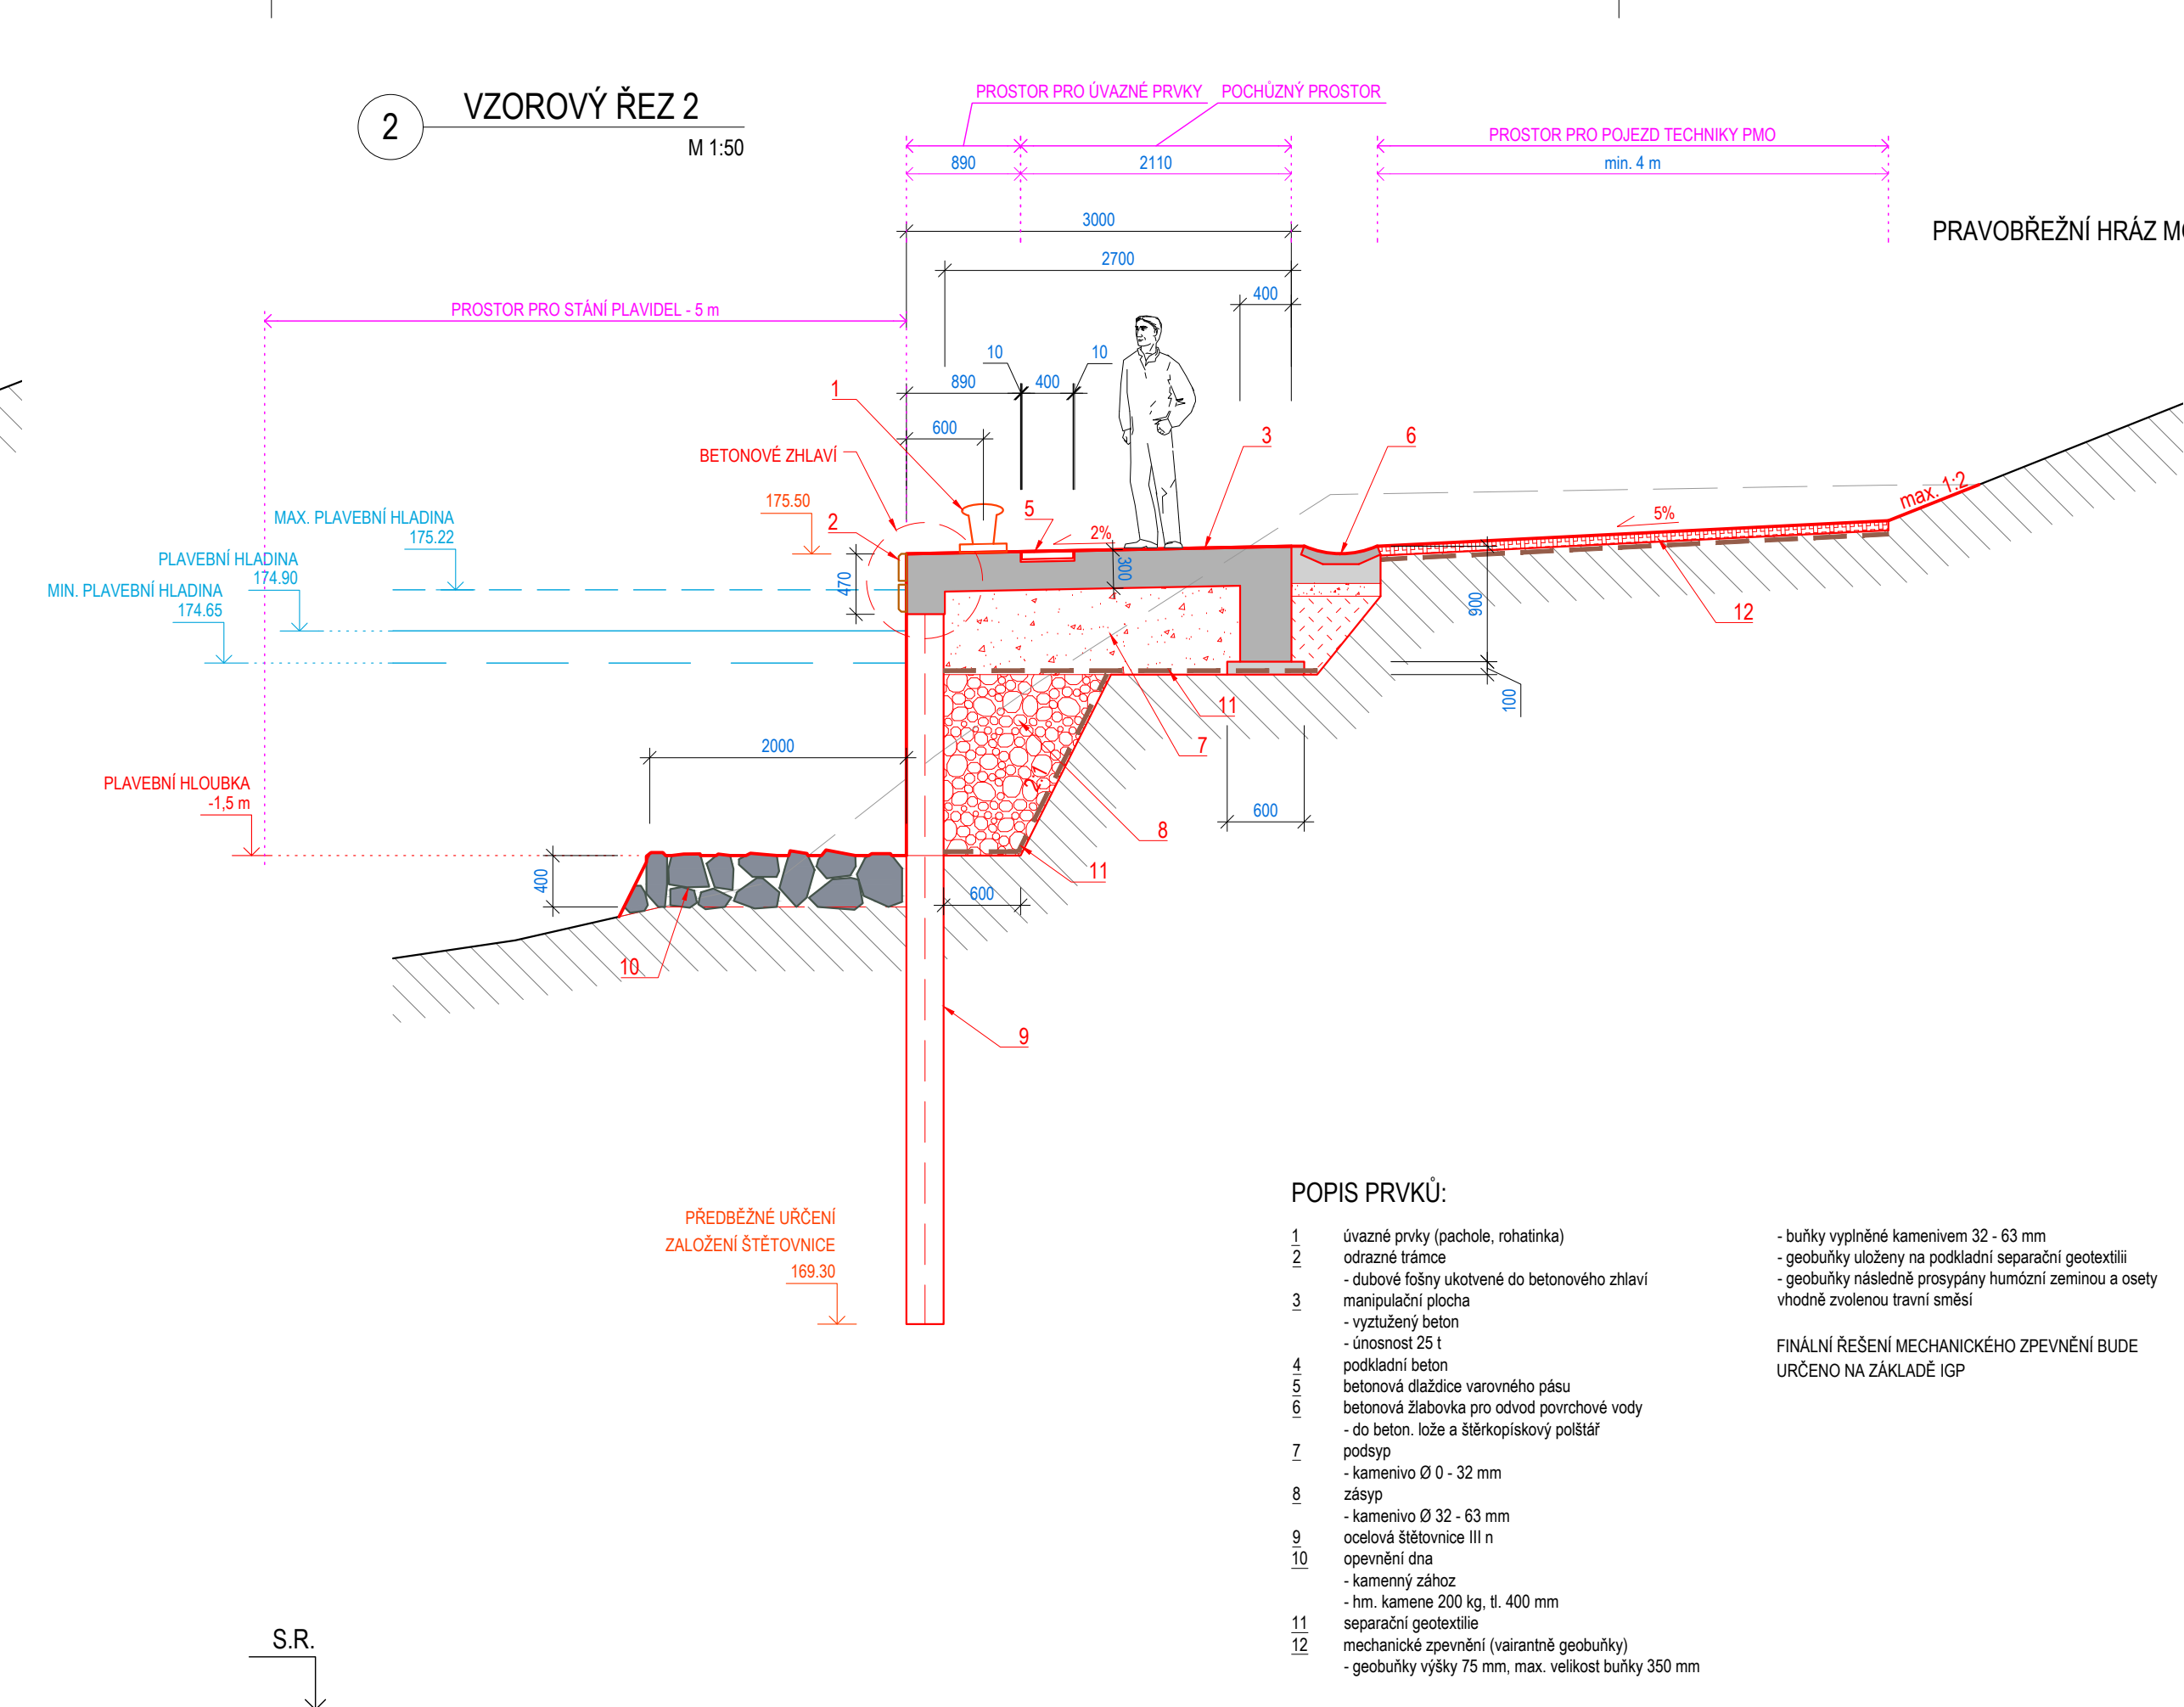 2
VZOROVÝ ŘEZ 2
M 1:50
PROSTOR PRO ÚVAZNÉ PRVKY
POCHŮZNÝ PROSTOR
PROSTOR PRO POJEZD TECHNIKY PMO
890
2110
min. 4 m
3000
PRAVOBŘEŽNÍ HRÁZ
2700
400
PROSTOR PRO STÁNÍ PLAVIDEL - 5 m
10
10
890
400
1
600
3
6
BETONOVÉ ZHLAVÍ
175.50
5
2
2%
5%
max. 1:2
MAX. PLAVEBNÍ HLADINA
175.22
PLAVEBNÍ HLADINA
174.90
MIN. PLAVEBNÍ HLADINA
174.65
470
300
900
12
100
11
7
2000
2:1
PLAVEBNÍ HLOUBKA
-1,5 m
600
8
11
400
600
10
9
PŘEDBĚŽNÉ UŘČENÍ
ZALOŽENÍ ŠTĚTOVNICE
169.30
POPIS PRVKŮ:
1 úvazné prvky (pachole, rohatinka)
2 odrazné trámce
- dubové fošny ukotvené do betonového zhlaví
3 manipulační plocha
- vyztužený beton
- únosnost 25 t
4 podkladní beton
5 betonová dlaždice varovného pásu
6 betonová žlabovka pro odvod povrchové vody
- do beton. lože a štěrkopískový polštář
7 podsyp
- kamenivo Ø 0 - 32 mm
8 zásyp
- kamenivo Ø 32 - 63 mm
9 ocelová štětovnice III n
10 opevnění dna
- kamenný zához
- hm. kamene 200 kg, tl. 400 mm
11 separační geotextilie
12 mechanické zpevnění (vairantně geobuňky)
- geobuňky výšky 75 mm, max. velikost buňky 350 mm
- buňky vyplněné kamenivem 32 - 63 mm
- geobuňky uloženy na podkladní separační geotextilii
- geobuňky následně prosypány humózní zeminou a osety
vhodně zvolenou travní směsí
FINÁLNÍ ŘEŠENÍ MECHANICKÉHO ZPEVNĚNÍ BUDE
URČENO NA ZÁKLADĚ IGP
S.R.